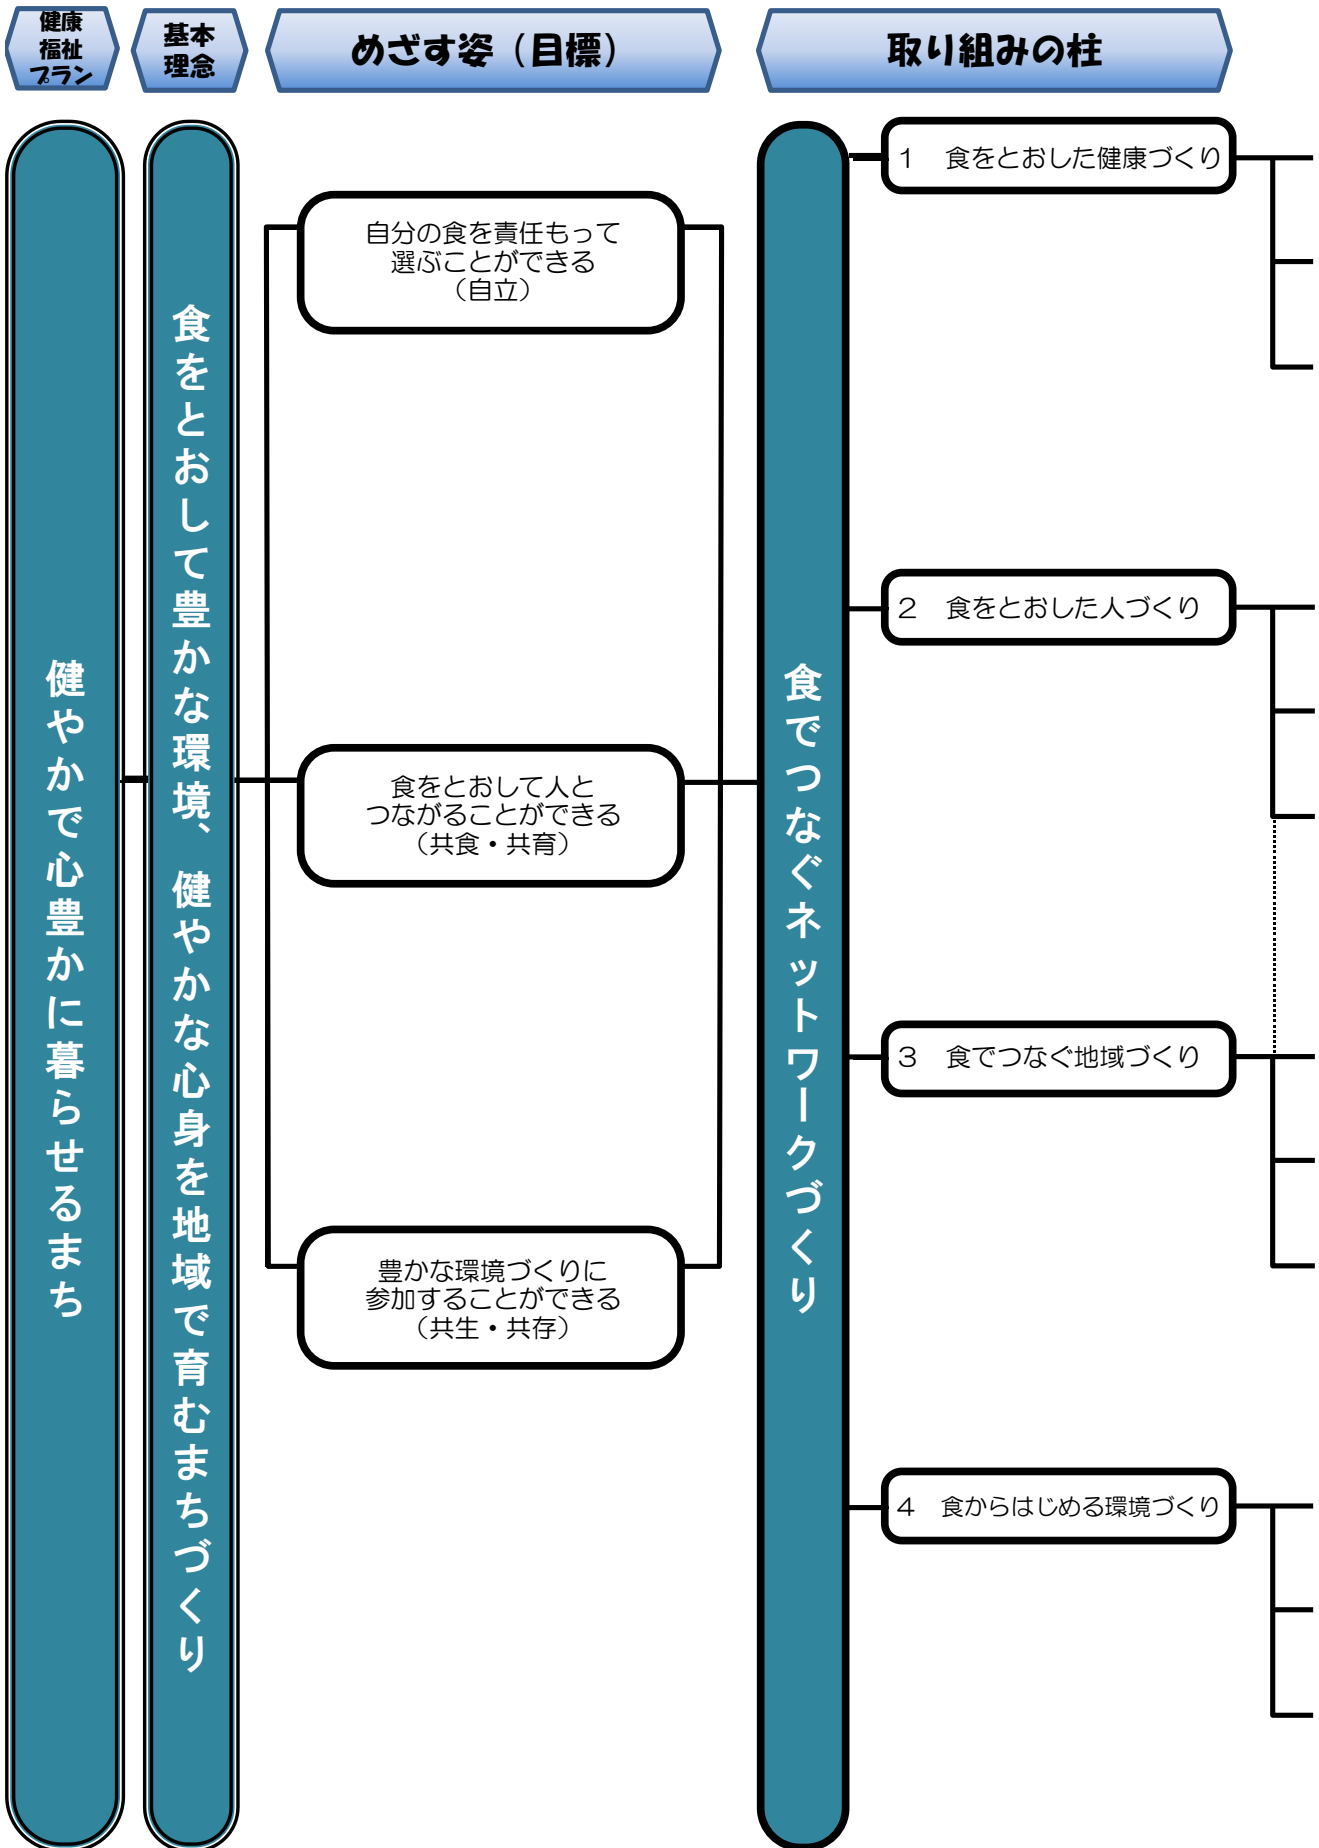 健康
福祉
プラン
基本
理念
めざす姿（目標）
取り組みの柱
健やかで心豊かに暮らせるまち
食をとおして豊かな環境、健やかな心身を地域で育むまちづくり
自分の食を責任もって
選ぶことができる
（自立）
食をとおして人と
つながることができる
（共食・共育）
豊かな環境づくりに
参加することができる
（共生・共存）
食でつなぐネットワークづくり
１　食をとおした健康づくり
２　食をとおした人づくり
３　食でつなぐ地域づくり
４　食からはじめる環境づくり